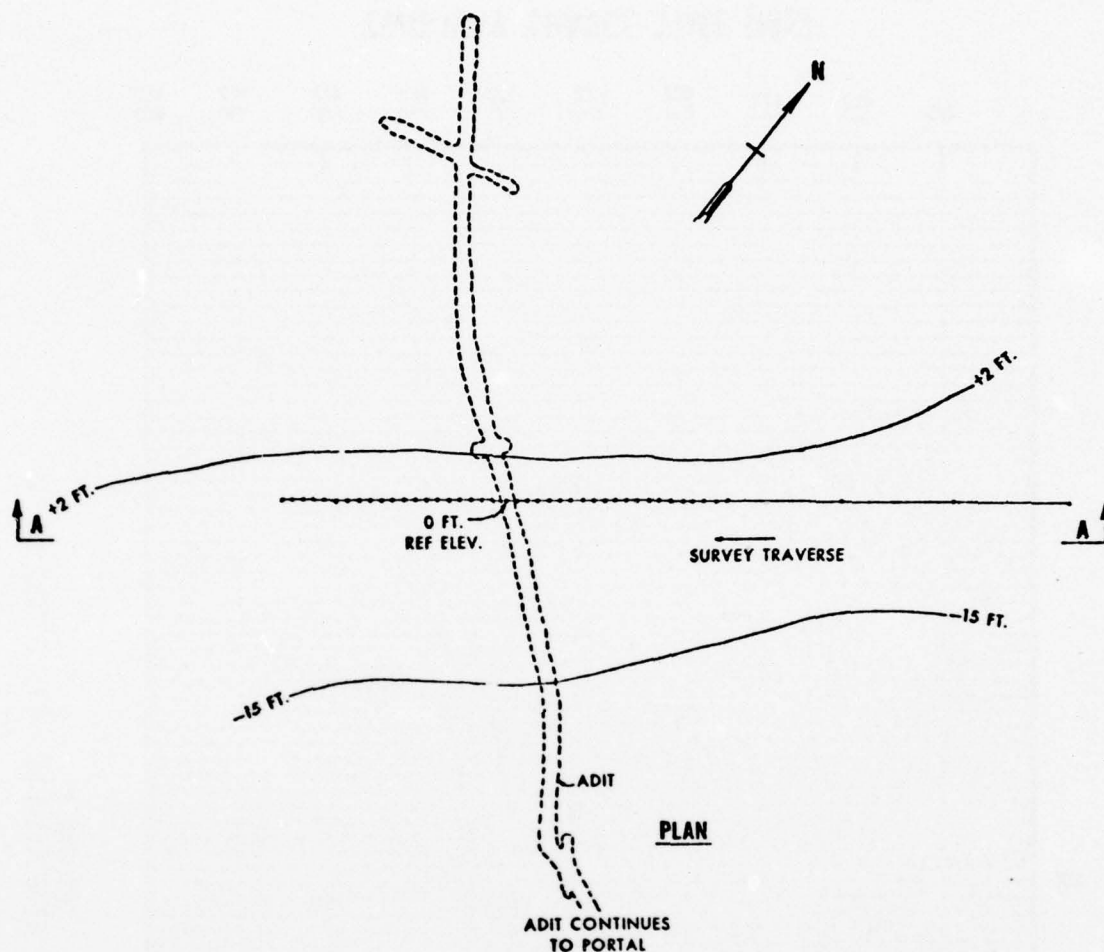 N
+2 FT.
+2 FT.
A
0 FT.
REF ELEV.
SURVEY TRAVERSE
A
-15 FT.
-15 FT.
ADIT
PLAN
ADIT CONTINUES
TO PORTAL